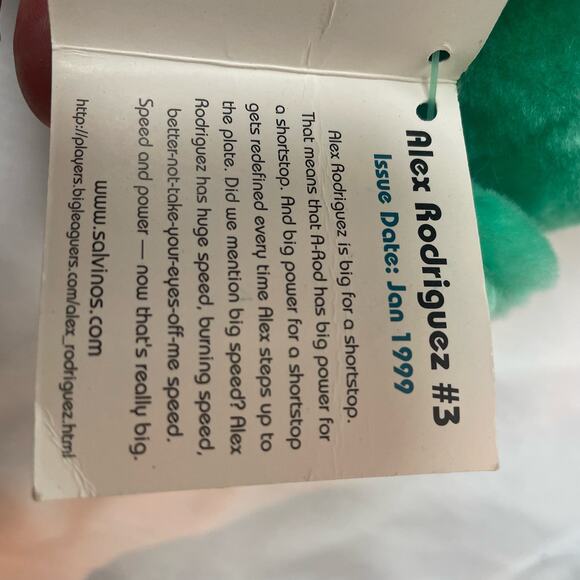 Alex Rodriguez #3
Issue Date: Jan 1999
Alex Rodriguez is big for a shortstop.
That means that A-Rod has big power for
a shortstop. And big power for a shortstop
gets redefined every time Alex steps up to
the plate. Did we mention big speed? Alex
Rodriguez has huge speed, burning speed,
better-not-take-your-eyes-off-me speed.
Speed and power — now that's really big.
www.salvinos.com
http://players.bigleaguers.com/alex_rodriguez.html